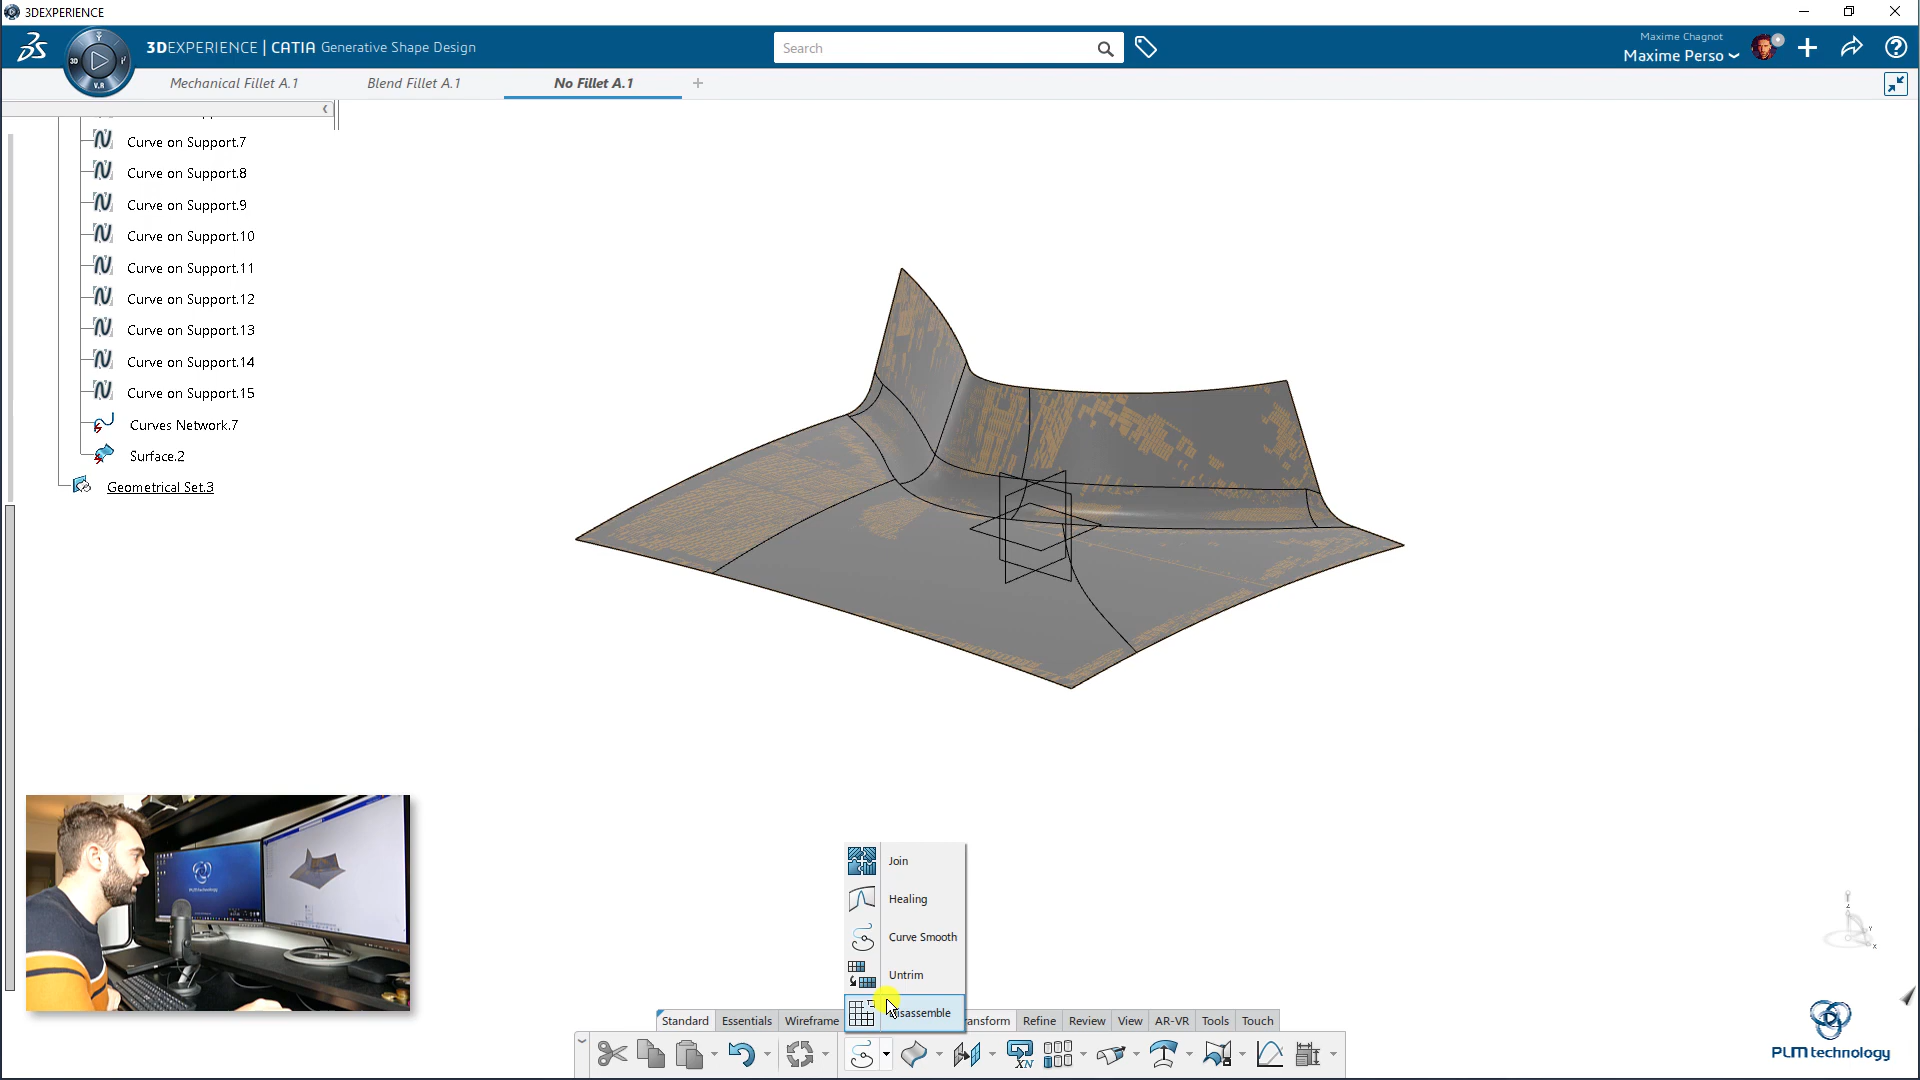 3DEXPERIENCE
3DEXPERIENCE | CATIA Generative Shape Design
Search
Maxime Chagnot
Maxime Perso
3D
V.R
Mechanical Fillet A.1
Blend Fillet A.1
No Fillet A.1
Curve on Support.7
Curve on Support.8
Curve on Support.9
Curve on Support.10
Curve on Support.11
Curve on Support.12
Curve on Support.13
Curve on Support.14
Curve on Support.15
Curves Network.7
Surface.2
Geometrical Set.3
Join
Healing
Curve Smooth
Untrim
isassemble
Standard
Essentials
Wireframe
ansform
Refine
Review
View
AR-VR
Tools
Touch
XN
z
Y
X
PLM technology
PLM technology